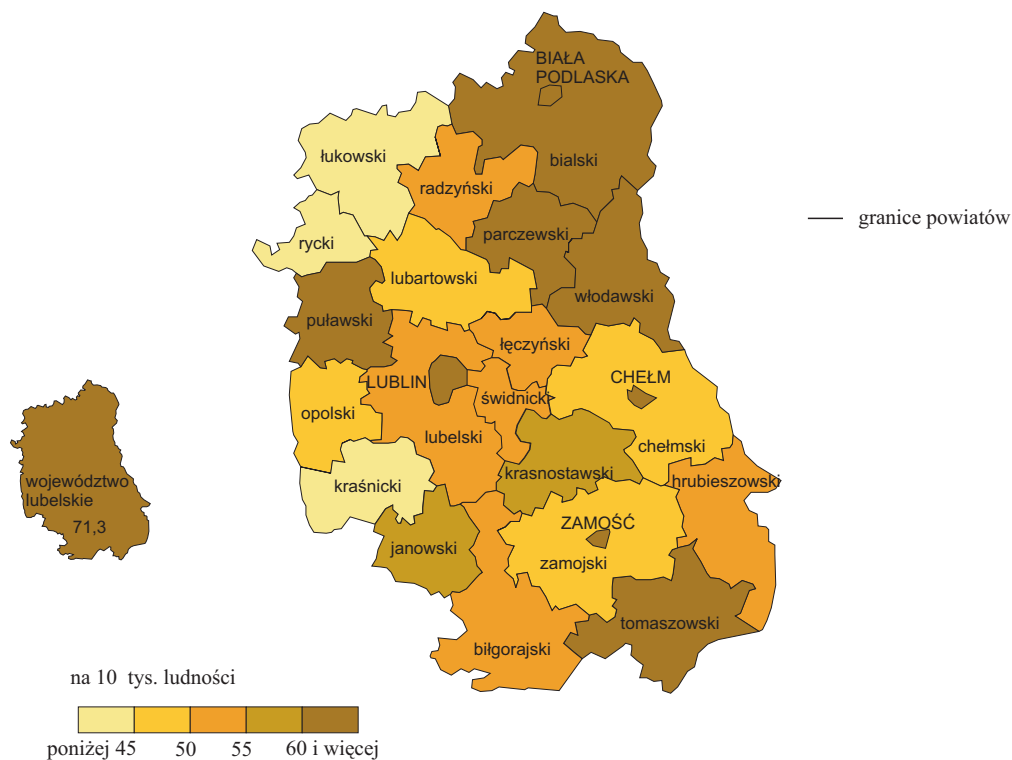 BIAŁA
PODLASKA
łukowski
bialski
radzyński
granice powiatów
parczewski
rycki
lubartowski
włodawski
puławski
łęczyński
CHEŁM
LUBLIN
świdnicki
opolski
lubelski
chełmski
krasnostawski
hrubieszowski
województwo
lubelskie
71,3
kraśnicki
ZAMOŚĆ
janowski
zamojski
tomaszowski
biłgorajski
na 10 tys. ludności
poniżej 45 50 55 60 i więcej